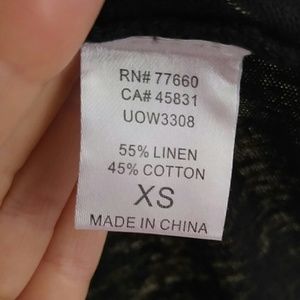 RN# 77660
CA# 45831
UOW3308
55% LINEN
45% COTTON
XS
MADE IN CHINA